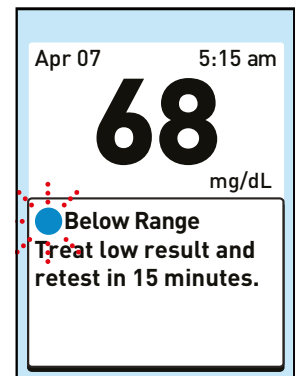 Apr 07 5:15 am
68
mg/dL
Below Range
Treat low result and
retest in 15 minutes.